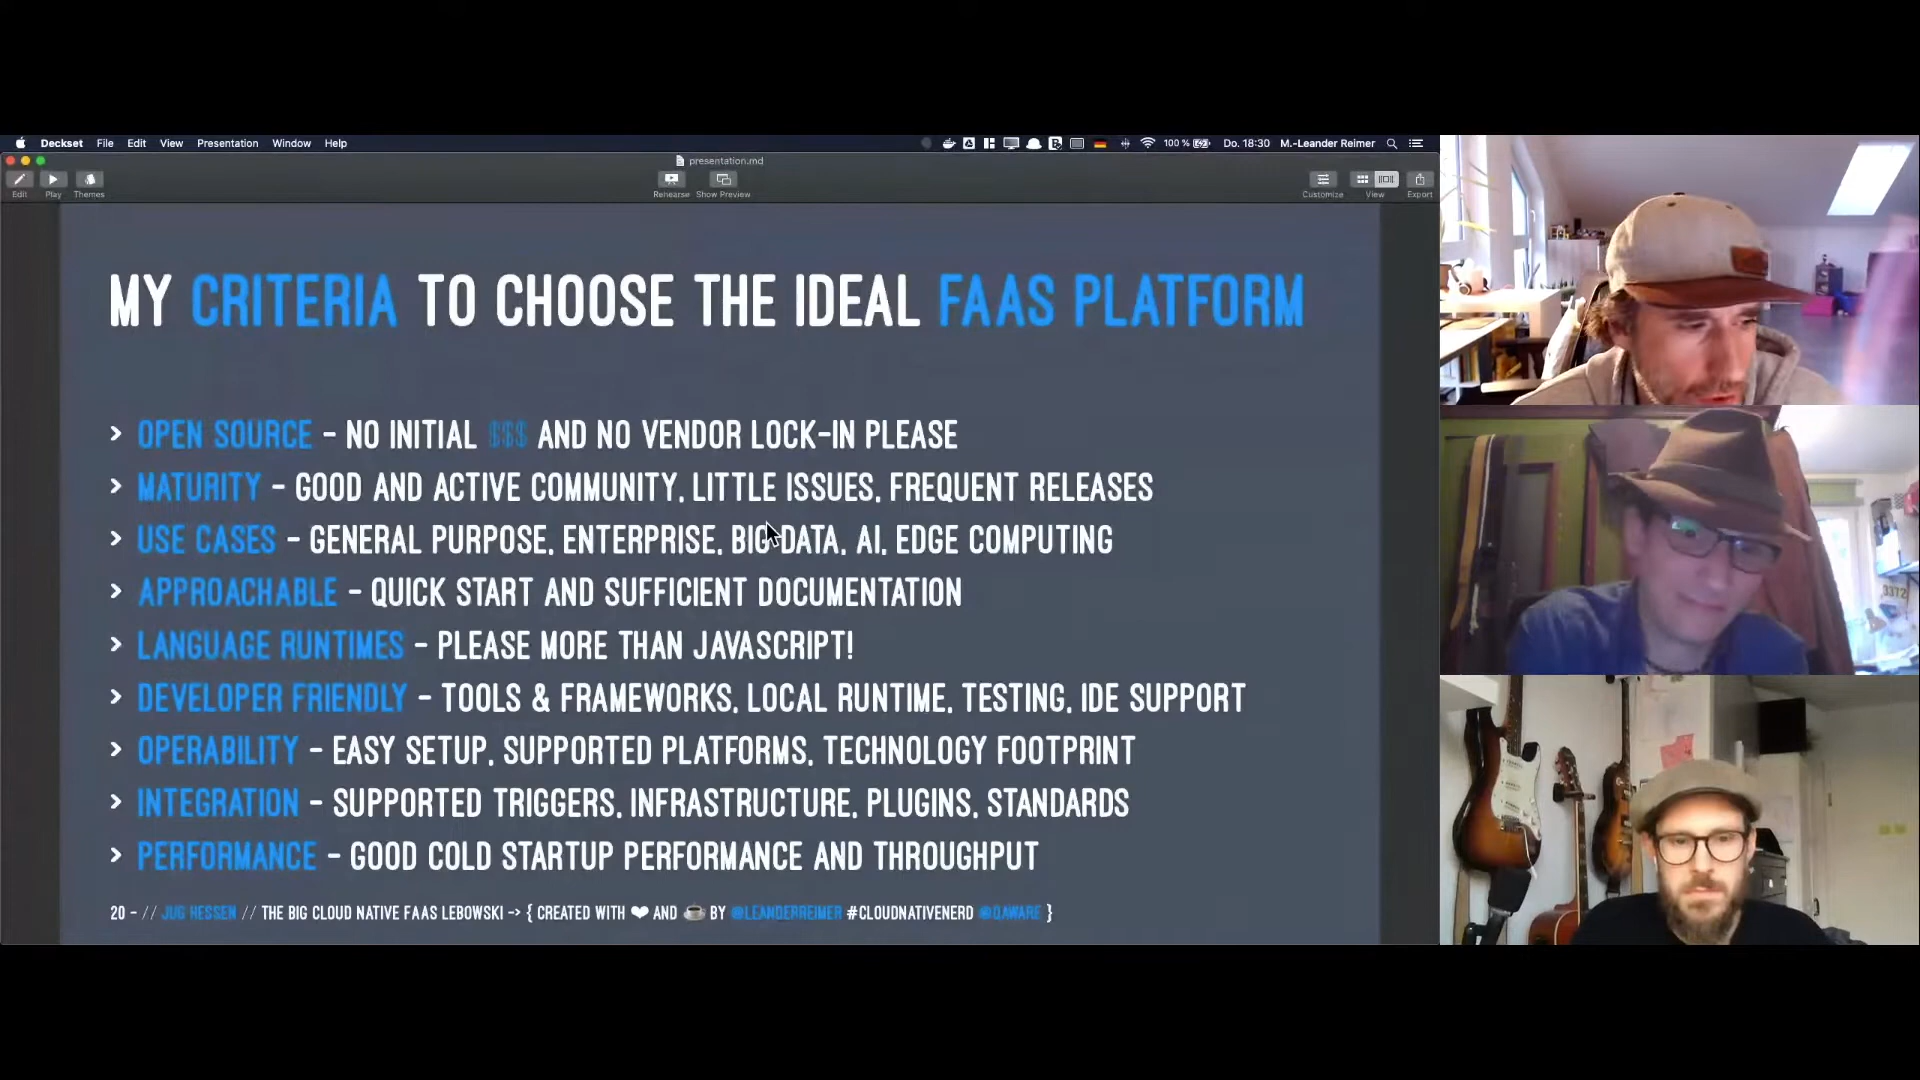 Deckset File Edit View Presentation Window Help
100 % Do. 18:30 M.-Leander Reimer
presentation.md
Edit Play Themes Rehearse Show Preview Customize View Export
MY CRITERIA TO CHOOSE THE IDEAL FAAS PLATFORM
> OPEN SOURCE – NO INITIAL $$$ AND NO VENDOR LOCK-IN PLEASE
> MATURITY – GOOD AND ACTIVE COMMUNITY, LITTLE ISSUES, FREQUENT RELEASES
> USE CASES – GENERAL PURPOSE, ENTERPRISE, BIG DATA, AI, EDGE COMPUTING
> APPROACHABLE – QUICK START AND SUFFICIENT DOCUMENTATION
> LANGUAGE RUNTIMES – PLEASE MORE THAN JAVASCRIPT!
> DEVELOPER FRIENDLY – TOOLS & FRAMEWORKS, LOCAL RUNTIME, TESTING, IDE SUPPORT
> OPERABILITY – EASY SETUP, SUPPORTED PLATFORMS, TECHNOLOGY FOOTPRINT
> INTEGRATION – SUPPORTED TRIGGERS, INFRASTRUCTURE, PLUGINS, STANDARDS
> PERFORMANCE – GOOD COLD STARTUP PERFORMANCE AND THROUGHPUT
20 – // JUG HESSEN // THE BIG CLOUD NATIVE FAAS LEBOWSKI -> { CREATED WITH ❤ AND ☕ BY @LEANDERREIMER #CLOUDNATIVENERD @QAWARE }
3372